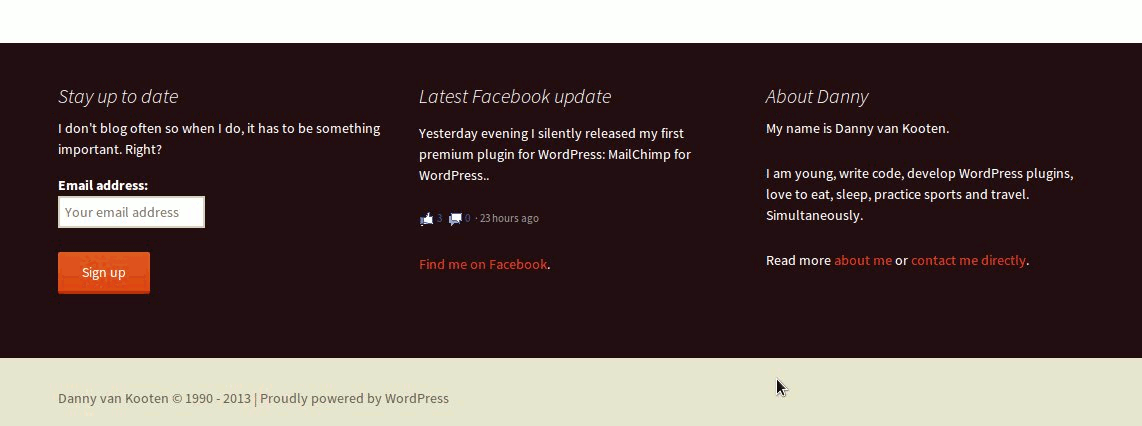 Stay up to date
I don't blog often so when I do, it has to be something
important. Right?
Email address:
Your email address
Sign up
Latest Facebook update
Yesterday evening I silently released my first
premium plugin for WordPress: MailChimp for
WordPress..
3 0 · 23 hours ago
Find me on Facebook.
About Danny
My name is Danny van Kooten.
I am young, write code, develop WordPress plugins,
love to eat, sleep, practice sports and travel.
Simultaneously.
Read more about me or contact me directly.
Danny van Kooten © 1990 - 2013 | Proudly powered by WordPress